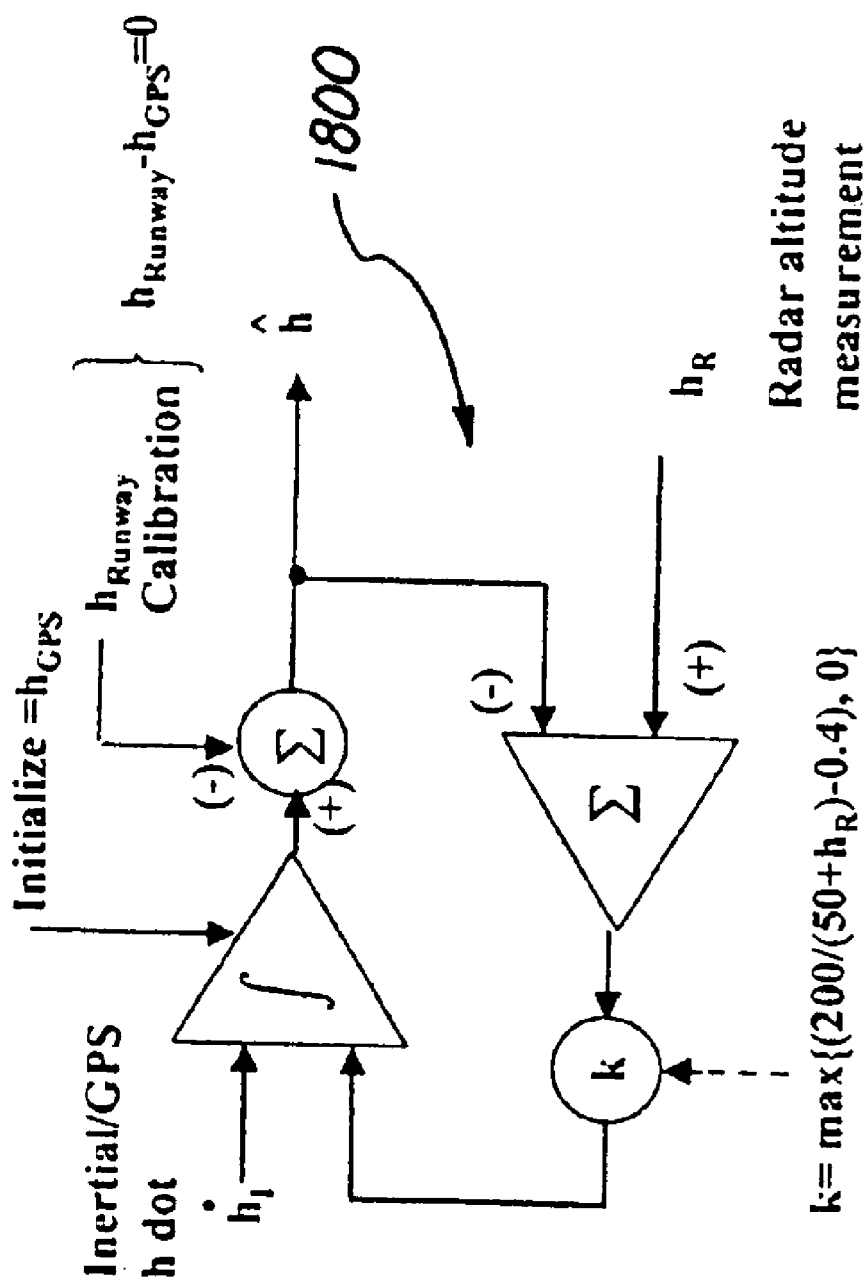 Inertial/GPS
h dot
ḣ_I
Initialize =h_GPS
∫
(+)
(-)
Σ
h_Runway
Calibration
}
h_Runway-h_GPS=0
ĥ
1800
k
Σ
(-)
(+)
h_R
Radar altitude
measurement
k= max{(200/(50+h_R)-0.4), 0}